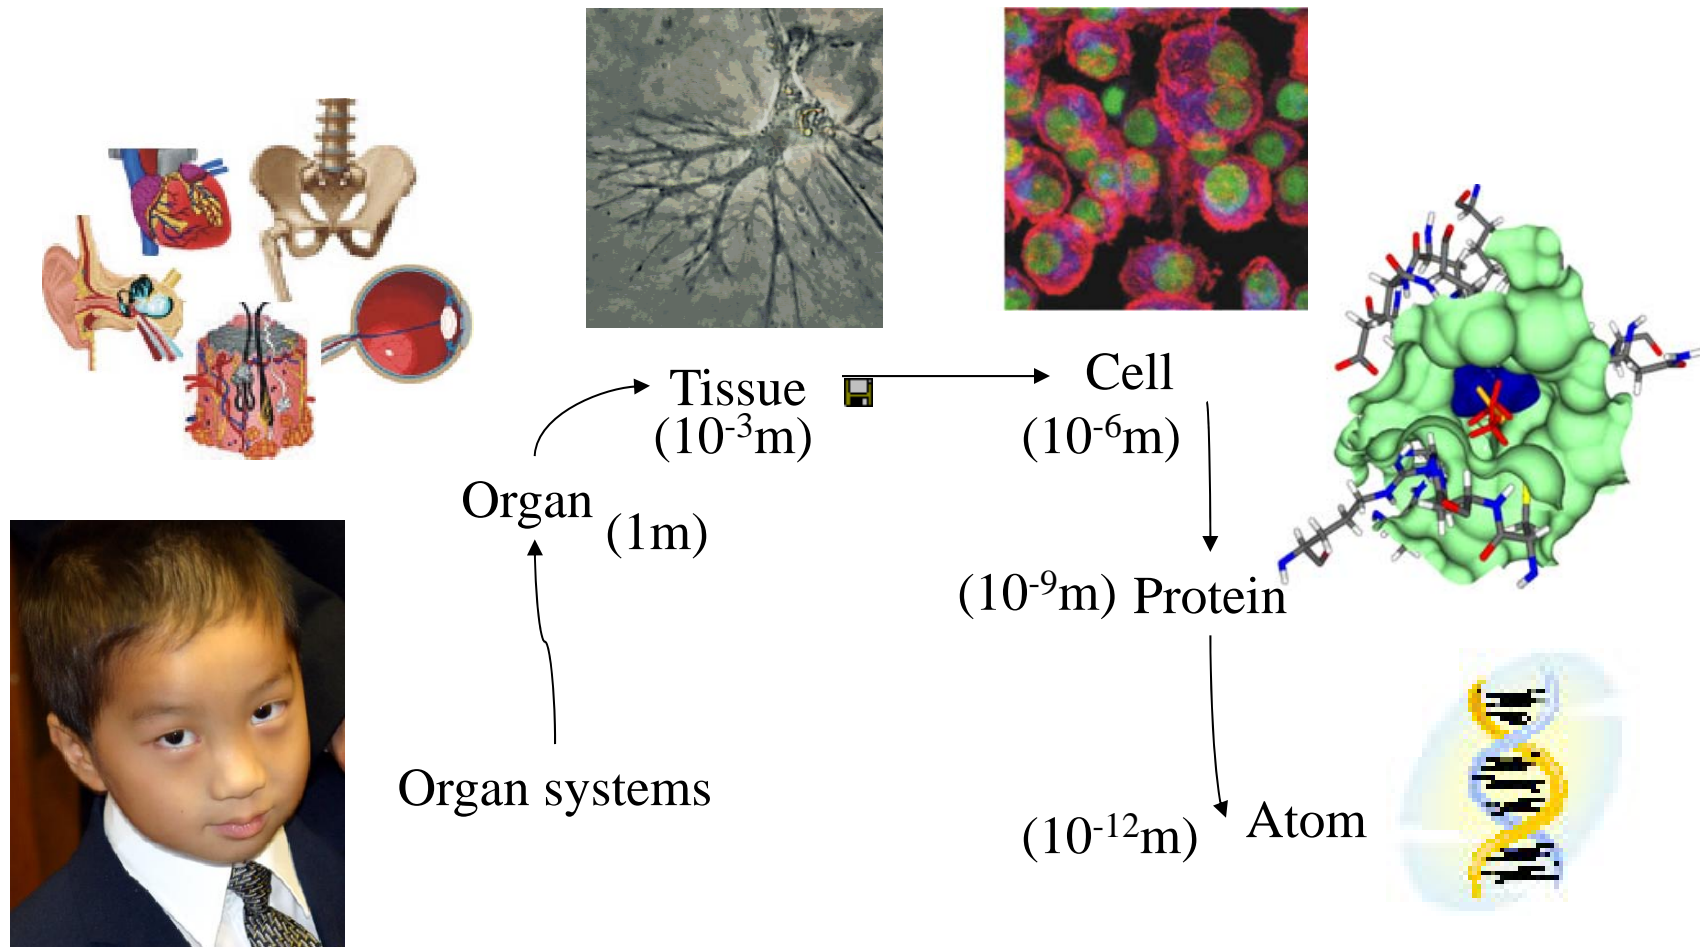 Tissue
(10⁻³m)
Cell
(10⁻⁶m)
Organ
(1m)
(10⁻⁹m) Protein
Organ systems
(10⁻¹²m)
Atom